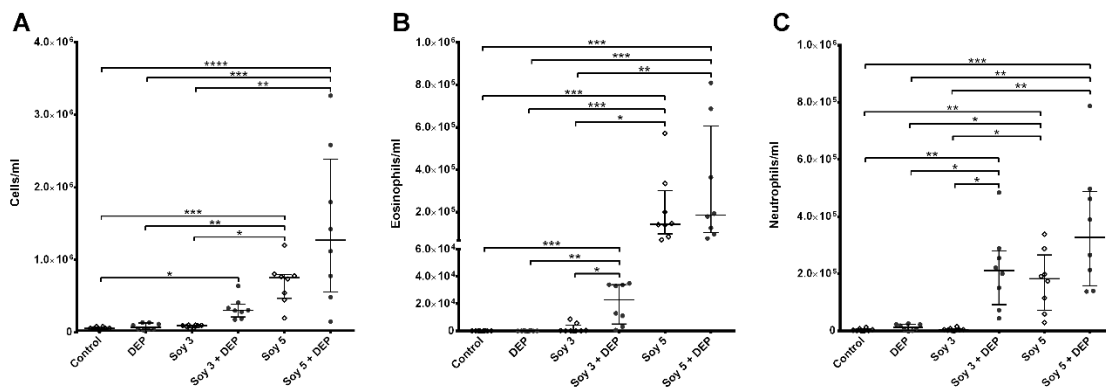 A
Cells/ml
4.0×10⁶
3.0×10⁶
2.0×10⁶
1.0×10⁶
0
****
***
**
***
**
*
*
Control
DEP
Soy 3
Soy 3 + DEP
Soy 5
Soy 5 + DEP
B
Eosinophils/ml
1.0×10⁶
8.0×10⁵
6.0×10⁵
4.0×10⁵
2.0×10⁵
6.0×10⁴
4.0×10⁴
2.0×10⁴
0
***
***
**
***
***
*
***
**
*
Control
DEP
Soy 3
Soy 3 + DEP
Soy 5
Soy 5 + DEP
C
Neutrophils/ml
1.0×10⁶
8.0×10⁵
6.0×10⁵
4.0×10⁵
2.0×10⁵
0
***
**
**
**
*
*
**
*
*
Control
DEP
Soy 3
Soy 3 + DEP
Soy 5
Soy 5 + DEP